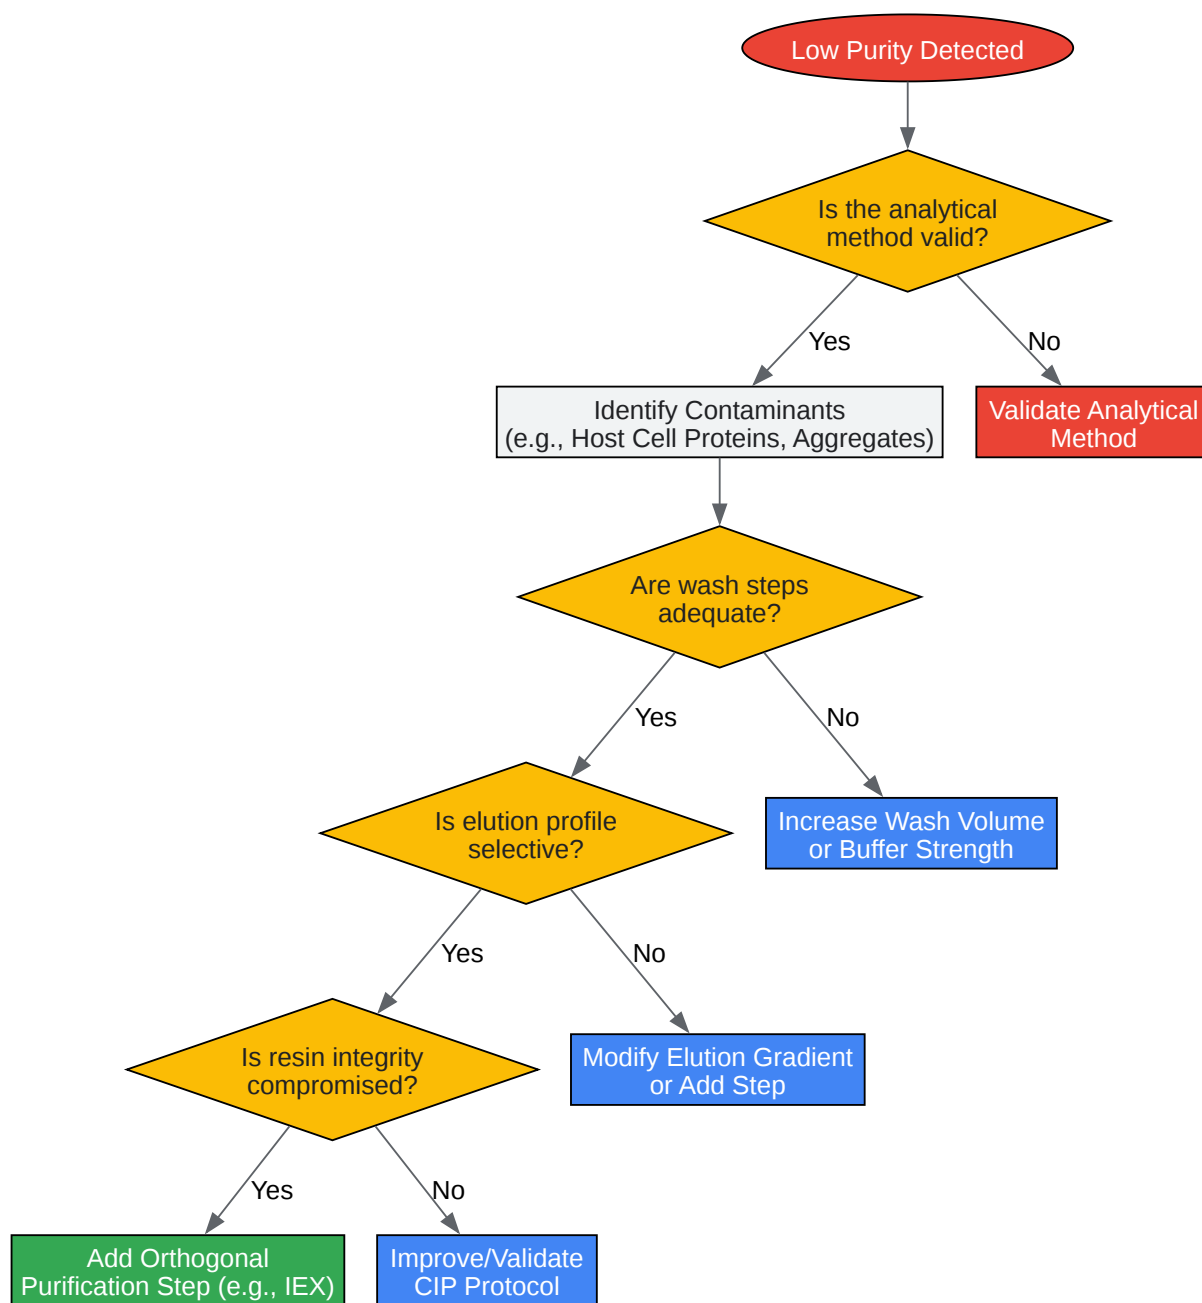 Low Purity Detected
Is the analytical
method valid?
Yes
No
Identify Contaminants
(e.g., Host Cell Proteins, Aggregates)
Validate Analytical
Method
Are wash steps
adequate?
Yes
No
Is elution profile
selective?
Increase Wash Volume
or Buffer Strength
Yes
No
Is resin integrity
compromised?
Modify Elution Gradient
or Add Step
Yes
No
Add Orthogonal
Purification Step (e.g., IEX)
Improve/Validate
CIP Protocol